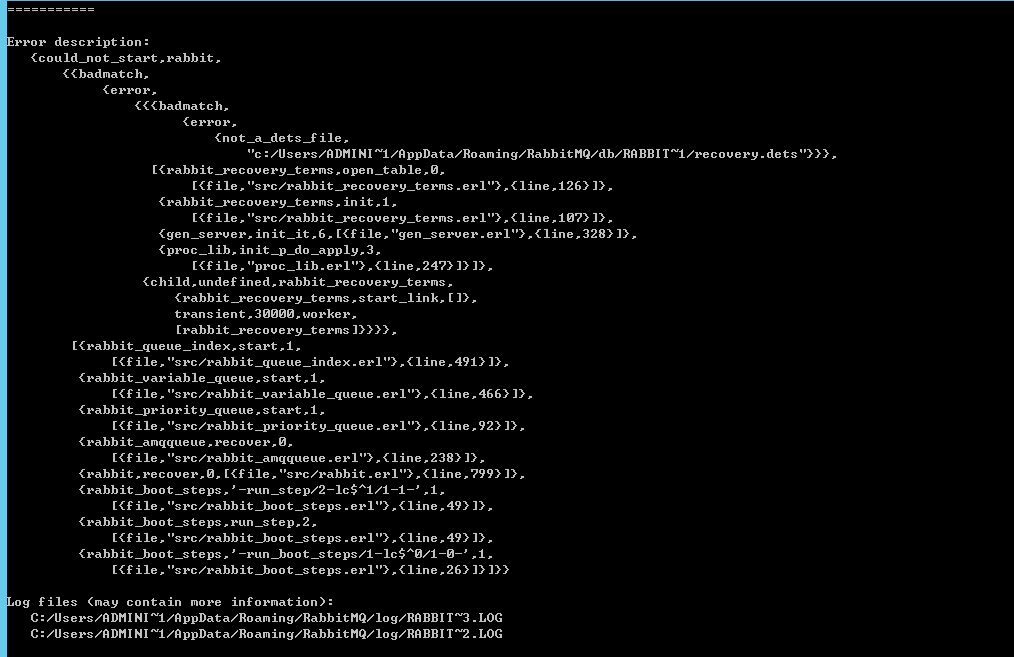 ===========
Error description:
{could_not_start,rabbit,
{{badmatch,
{error,
{{{badmatch,
{error,
{not_a_dets_file,
"c:/Users/ADMINI~1/AppData/Roaming/RabbitMQ/db/RABBIT~1/recovery.dets"}}},
[{rabbit_recovery_terms,open_table,0,
[{file,"src/rabbit_recovery_terms.erl"},{line,126}]},
{rabbit_recovery_terms,init,1,
[{file,"src/rabbit_recovery_terms.erl"},{line,107}]},
{gen_server,init_it,6,[{file,"gen_server.erl"},{line,328}]},
{proc_lib,init_p_do_apply,3,
[{file,"proc_lib.erl"},{line,247}]}]},
{child,undefined,rabbit_recovery_terms,
{rabbit_recovery_terms,start_link,[]},
transient,30000,worker,
[rabbit_recovery_terms]}}}},
[{rabbit_queue_index,start,1,
[{file,"src/rabbit_queue_index.erl"},{line,491}]},
{rabbit_variable_queue,start,1,
[{file,"src/rabbit_variable_queue.erl"},{line,466}]},
{rabbit_priority_queue,start,1,
[{file,"src/rabbit_priority_queue.erl"},{line,92}]},
{rabbit_amqqueue,recover,0,
[{file,"src/rabbit_amqqueue.erl"},{line,238}]},
{rabbit,recover,0,[{file,"src/rabbit.erl"},{line,799}]},
{rabbit_boot_steps,'-run_step/2-lc$^1/1-1-',1,
[{file,"src/rabbit_boot_steps.erl"},{line,49}]},
{rabbit_boot_steps,run_step,2,
[{file,"src/rabbit_boot_steps.erl"},{line,49}]},
{rabbit_boot_steps,'-run_boot_steps/1-lc$^0/1-0-',1,
[{file,"src/rabbit_boot_steps.erl"},{line,26}]}]}}
Log files (may contain more information):
C:/Users/ADMINI~1/AppData/Roaming/RabbitMQ/log/RABBIT~3.LOG
C:/Users/ADMINI~1/AppData/Roaming/RabbitMQ/log/RABBIT~2.LOG